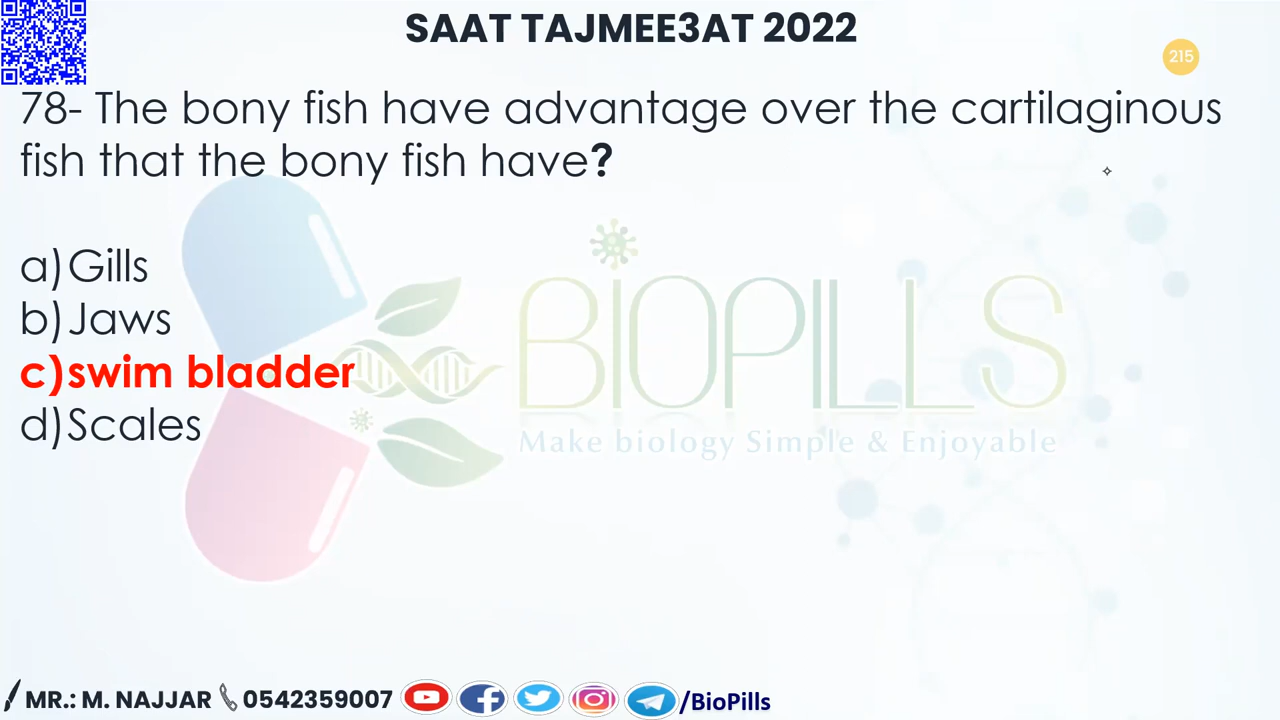 SAAT TAJMEE3AT 2022
215
78- The bony fish have advantage over the cartilaginous
fish that the bony fish have?
a) Gills
b) Jaws
c) swim bladder
d) Scales
BIOPILLS
Make biology Simple & Enjoyable
MR.: M. NAJJAR 0542359007 /BioPills